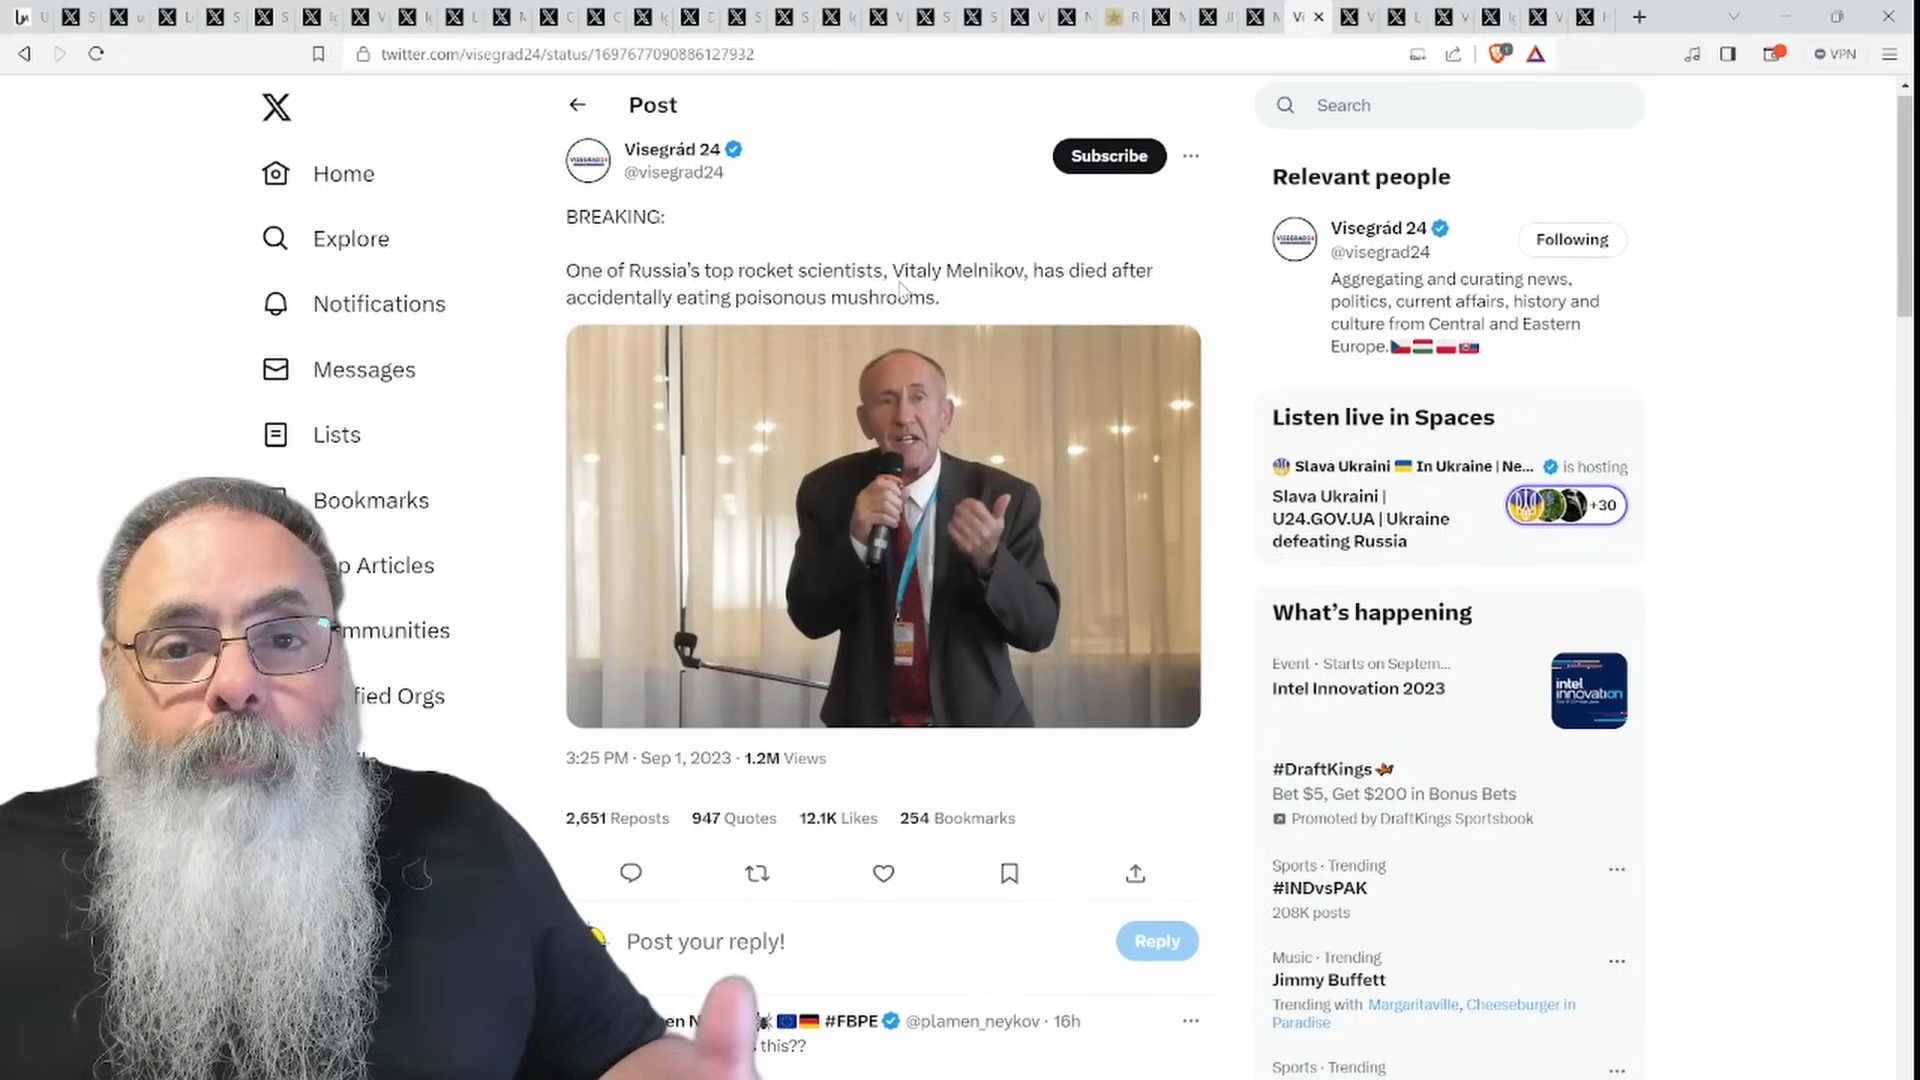 twitter.com/visegrad24/status/1697677090886127932
VPN
Post
Search
Visegrád 24
@visegrad24
Subscribe
Home
Explore
Notifications
Messages
Lists
Bookmarks
p Articles
mmunities
fied Orgs
BREAKING:
One of Russia's top rocket scientists, Vitaly Melnikov, has died after
accidentally eating poisonous mushrooms.
3:25 PM · Sep 1, 2023 · 1.2M Views
2,651 Reposts 947 Quotes 12.1K Likes 254 Bookmarks
Post your reply!
Reply
en N #FBPE @plamen_neykov · 16h
this??
Relevant people
Visegrád 24
@visegrad24
Following
Aggregating and curating news,
politics, current affairs, history and
culture from Central and Eastern
Europe.
Listen live in Spaces
Slava Ukraini In Ukraine | Ne... is hosting
Slava Ukraini |
U24.GOV.UA | Ukraine
defeating Russia
+30
What's happening
Event · Starts on Septem...
Intel Innovation 2023
intel
innovation
#DraftKings
Bet $5, Get $200 in Bonus Bets
Promoted by DraftKings Sportsbook
Sports · Trending
#INDvsPAK
208K posts
Music · Trending
Jimmy Buffett
Trending with Margaritaville, Cheeseburger in
Paradise
Sports · Trending